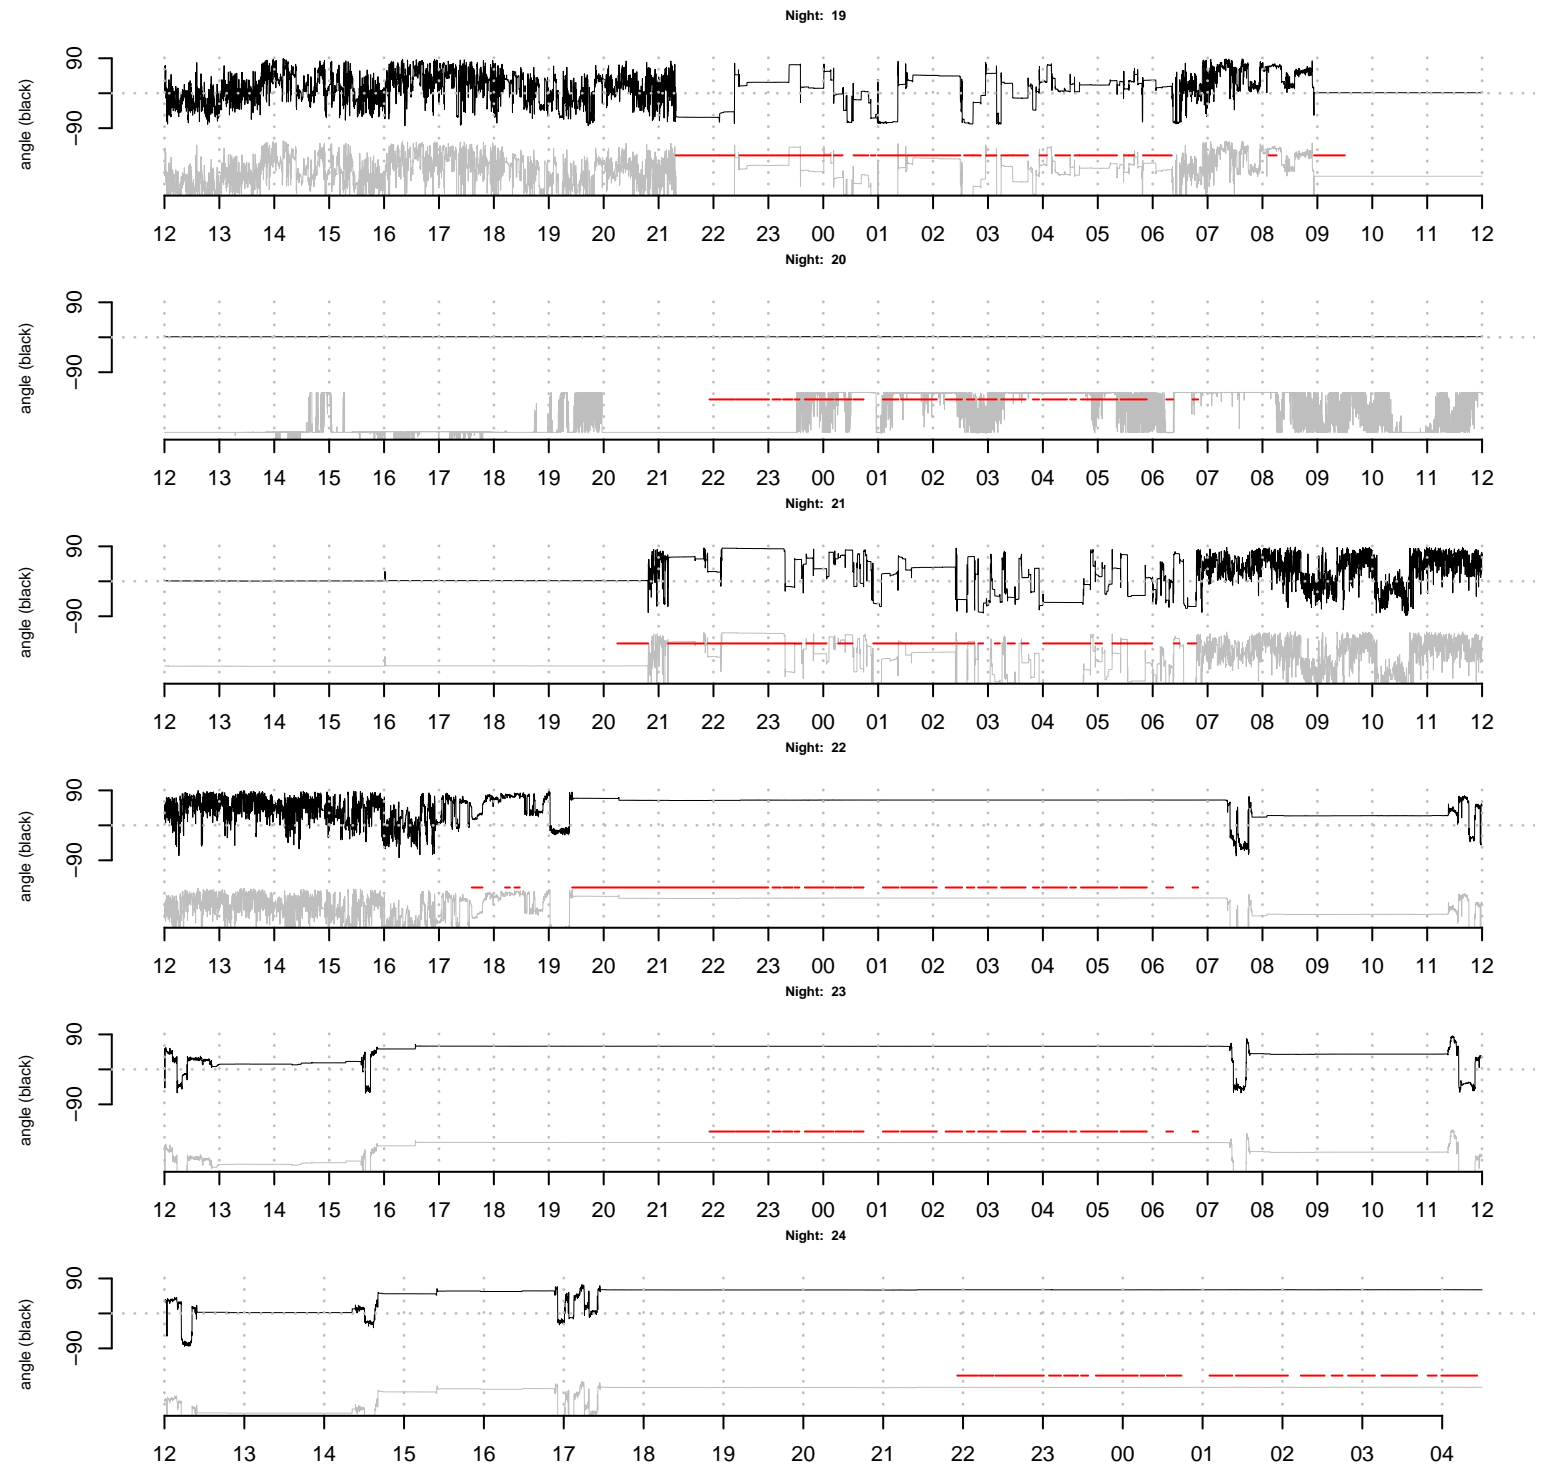 Night: 19
90
-90
angle (black)
12 13 14 15 16 17 18 19 20 21 22 23 00 01 02 03 04 05 06 07 08 09 10 11 12
Night: 20
90
-90
angle (black)
12 13 14 15 16 17 18 19 20 21 22 23 00 01 02 03 04 05 06 07 08 09 10 11 12
Night: 21
90
-90
angle (black)
12 13 14 15 16 17 18 19 20 21 22 23 00 01 02 03 04 05 06 07 08 09 10 11 12
Night: 22
90
-90
angle (black)
12 13 14 15 16 17 18 19 20 21 22 23 00 01 02 03 04 05 06 07 08 09 10 11 12
Night: 23
90
-90
angle (black)
12 13 14 15 16 17 18 19 20 21 22 23 00 01 02 03 04 05 06 07 08 09 10 11 12
Night: 24
90
-90
angle (black)
12 13 14 15 16 17 18 19 20 21 22 23 00 01 02 03 04